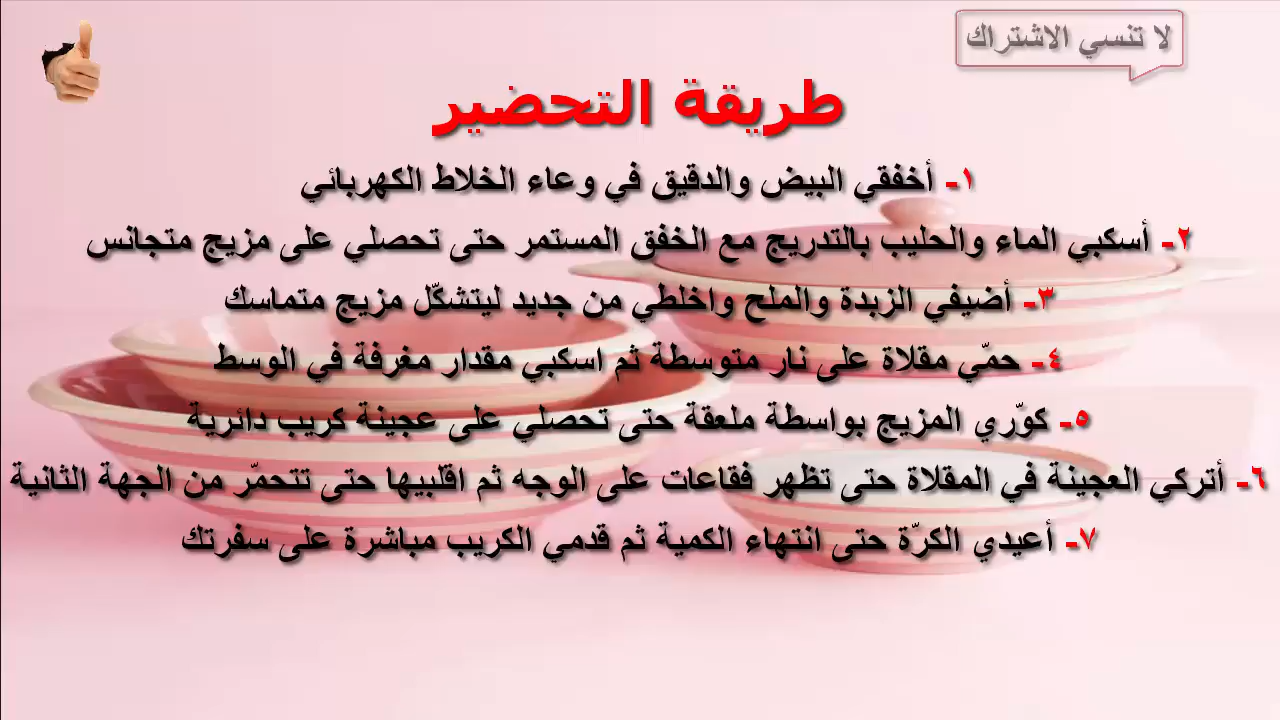 لا تنسي الاشتراك
طريقة التحضير
١- أخفقي البيض والدقيق في وعاء الخلاط الكهربائي
٢- أسكبي الماء والحليب بالتدريج مع الخفق المستمر حتى تحصلي على مزيج متجانس
٣- أضيفي الزبدة والملح واخلطي من جديد ليتشكّل مزيج متماسك
٤- حمّي مقلاة على نار متوسطة ثم اسكبي مقدار مغرفة في الوسط
٥- كوّري المزيج بواسطة ملعقة حتى تحصلي على عجينة كريب دائرية
٦- أتركي العجينة في المقلاة حتى تظهر فقاعات على الوجه ثم اقلبيها حتى تتحمّر من الجهة الثانية
٧- أعيدي الكرّة حتى انتهاء الكمية ثم قدمي الكريب مباشرة على سفرتك